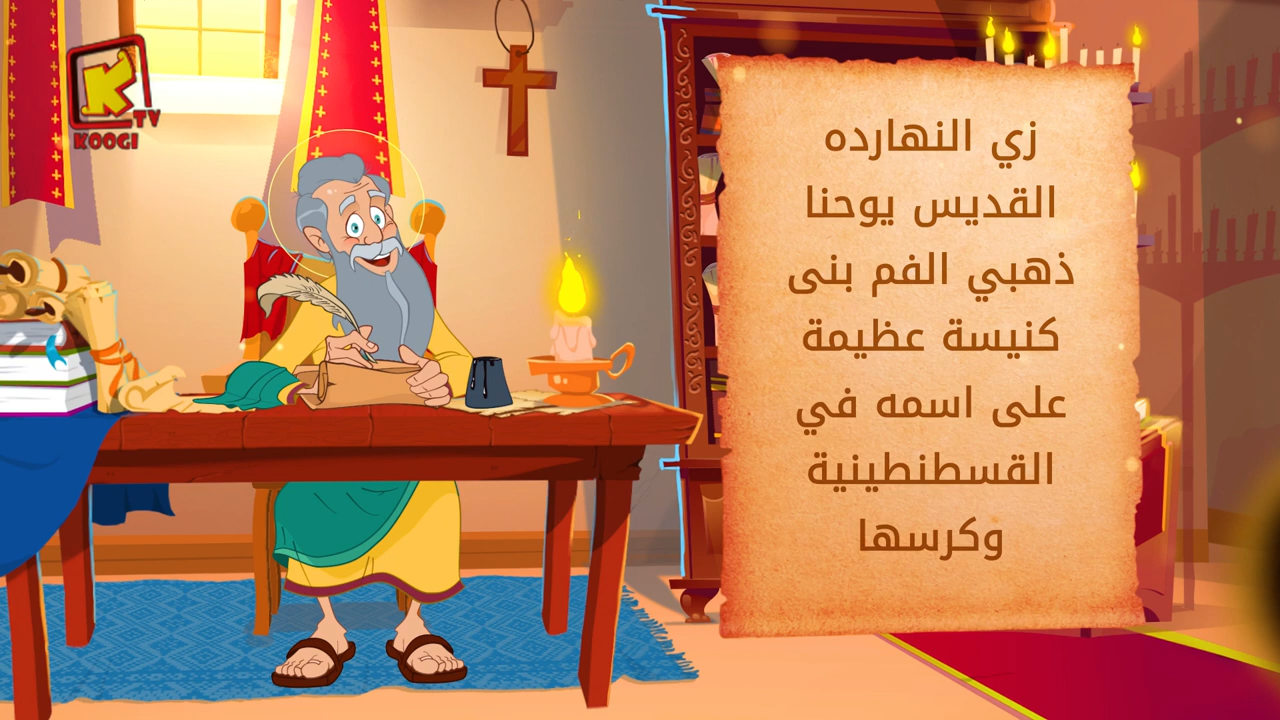 K
TV
KOOGI
زي النهارده
القديس يوحنا
ذهبي الفم بنى
كنيسة عظيمة
على اسمه في
القسطنطينية
وكرسها